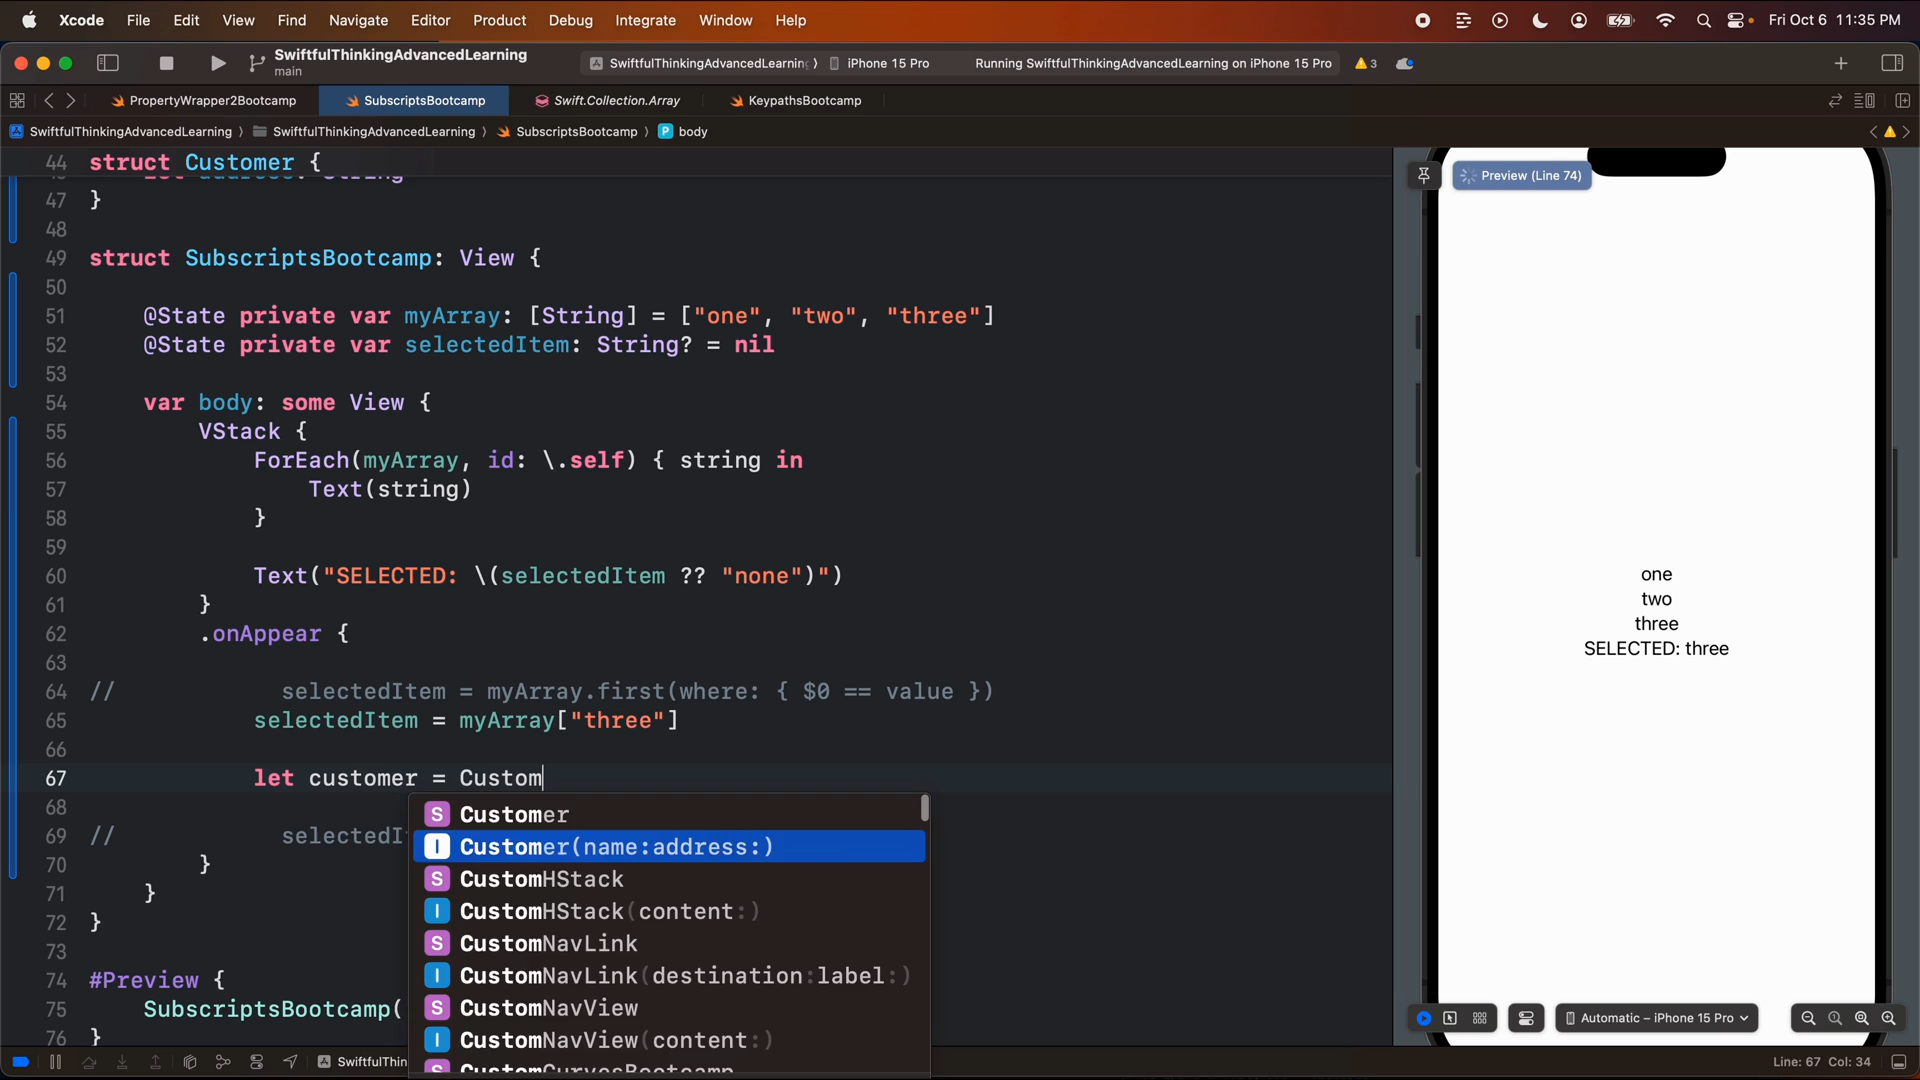 Xcode File Edit View Find Navigate Editor Product Debug Integrate Window Help Fri Oct 6 11:35 PM
SwiftfulThinkingAdvancedLearning
main
SwiftfulThinkingAdvancedLearning 〉 iPhone 15 Pro Running SwiftfulThinkingAdvancedLearning on iPhone 15 Pro 3
PropertyWrapper2Bootcamp SubscriptsBootcamp Swift.Collection.Array KeypathsBootcamp
SwiftfulThinkingAdvancedLearning 〉 SwiftfulThinkingAdvancedLearning 〉 SubscriptsBootcamp 〉 P body
44 struct Customer {
47 }
48
49 struct SubscriptsBootcamp: View {
50
51 @State private var myArray: [String] = ["one", "two", "three"]
52 @State private var selectedItem: String? = nil
53
54 var body: some View {
55 VStack {
56 ForEach(myArray, id: \.self) { string in
57 Text(string)
58 }
59
60 Text("SELECTED: \(selectedItem ?? "none")")
61 }
62 .onAppear {
63
64 // selectedItem = myArray.first(where: { $0 == value })
65 selectedItem = myArray["three"]
66
67 let customer = Custom
68
69 // selectedI
70 }
71 }
72 }
73
74 #Preview {
75 SubscriptsBootcamp(
76 }
S Customer
I Customer(name:address:)
S CustomHStack
I CustomHStack(content:)
S CustomNavLink
I CustomNavLink(destination:label:)
S CustomNavView
I CustomNavView(content:)
S CustomCurvesBootcamp
Preview (Line 74)
one
two
three
SELECTED: three
Automatic – iPhone 15 Pro
SwiftfulThin
Line: 67 Col: 34